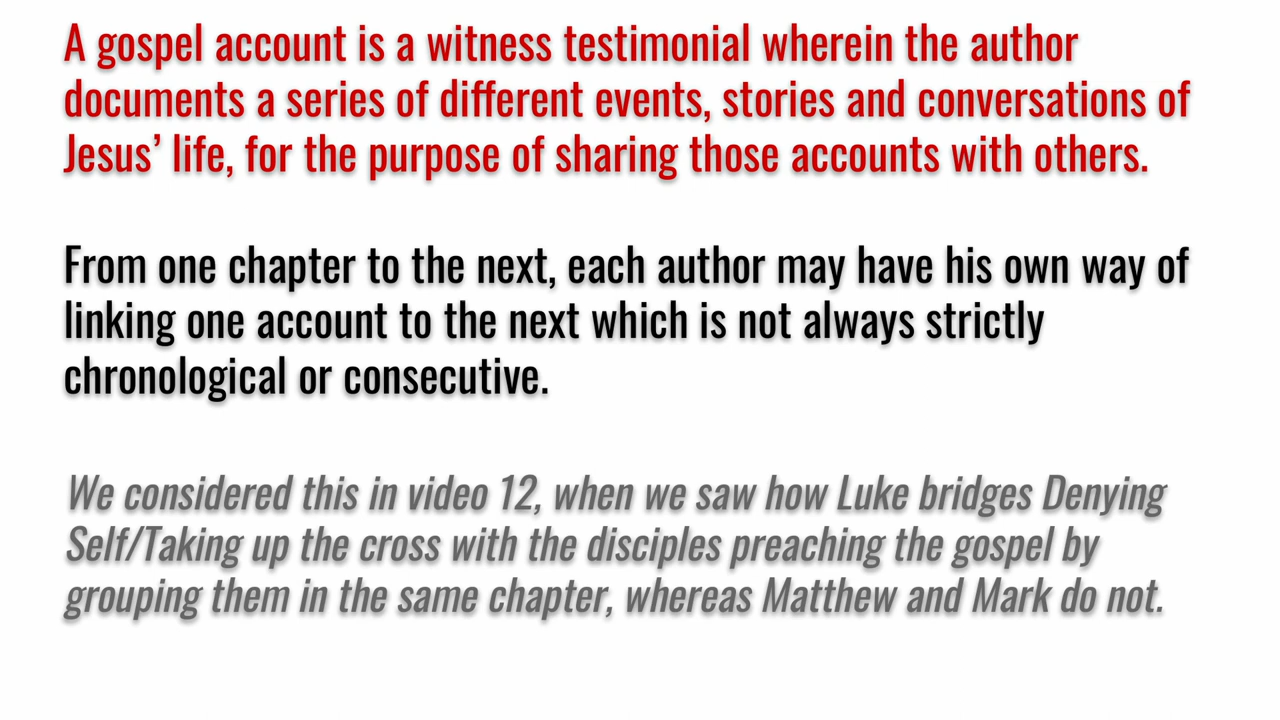 A gospel account is a witness testimonial wherein the author
documents a series of different events, stories and conversations of
Jesus’ life, for the purpose of sharing those accounts with others.
From one chapter to the next, each author may have his own way of
linking one account to the next which is not always strictly
chronological or consecutive.
We considered this in video 12, when we saw how Luke bridges Denying
Self/Taking up the cross with the disciples preaching the gospel by
grouping them in the same chapter, whereas Matthew and Mark do not.